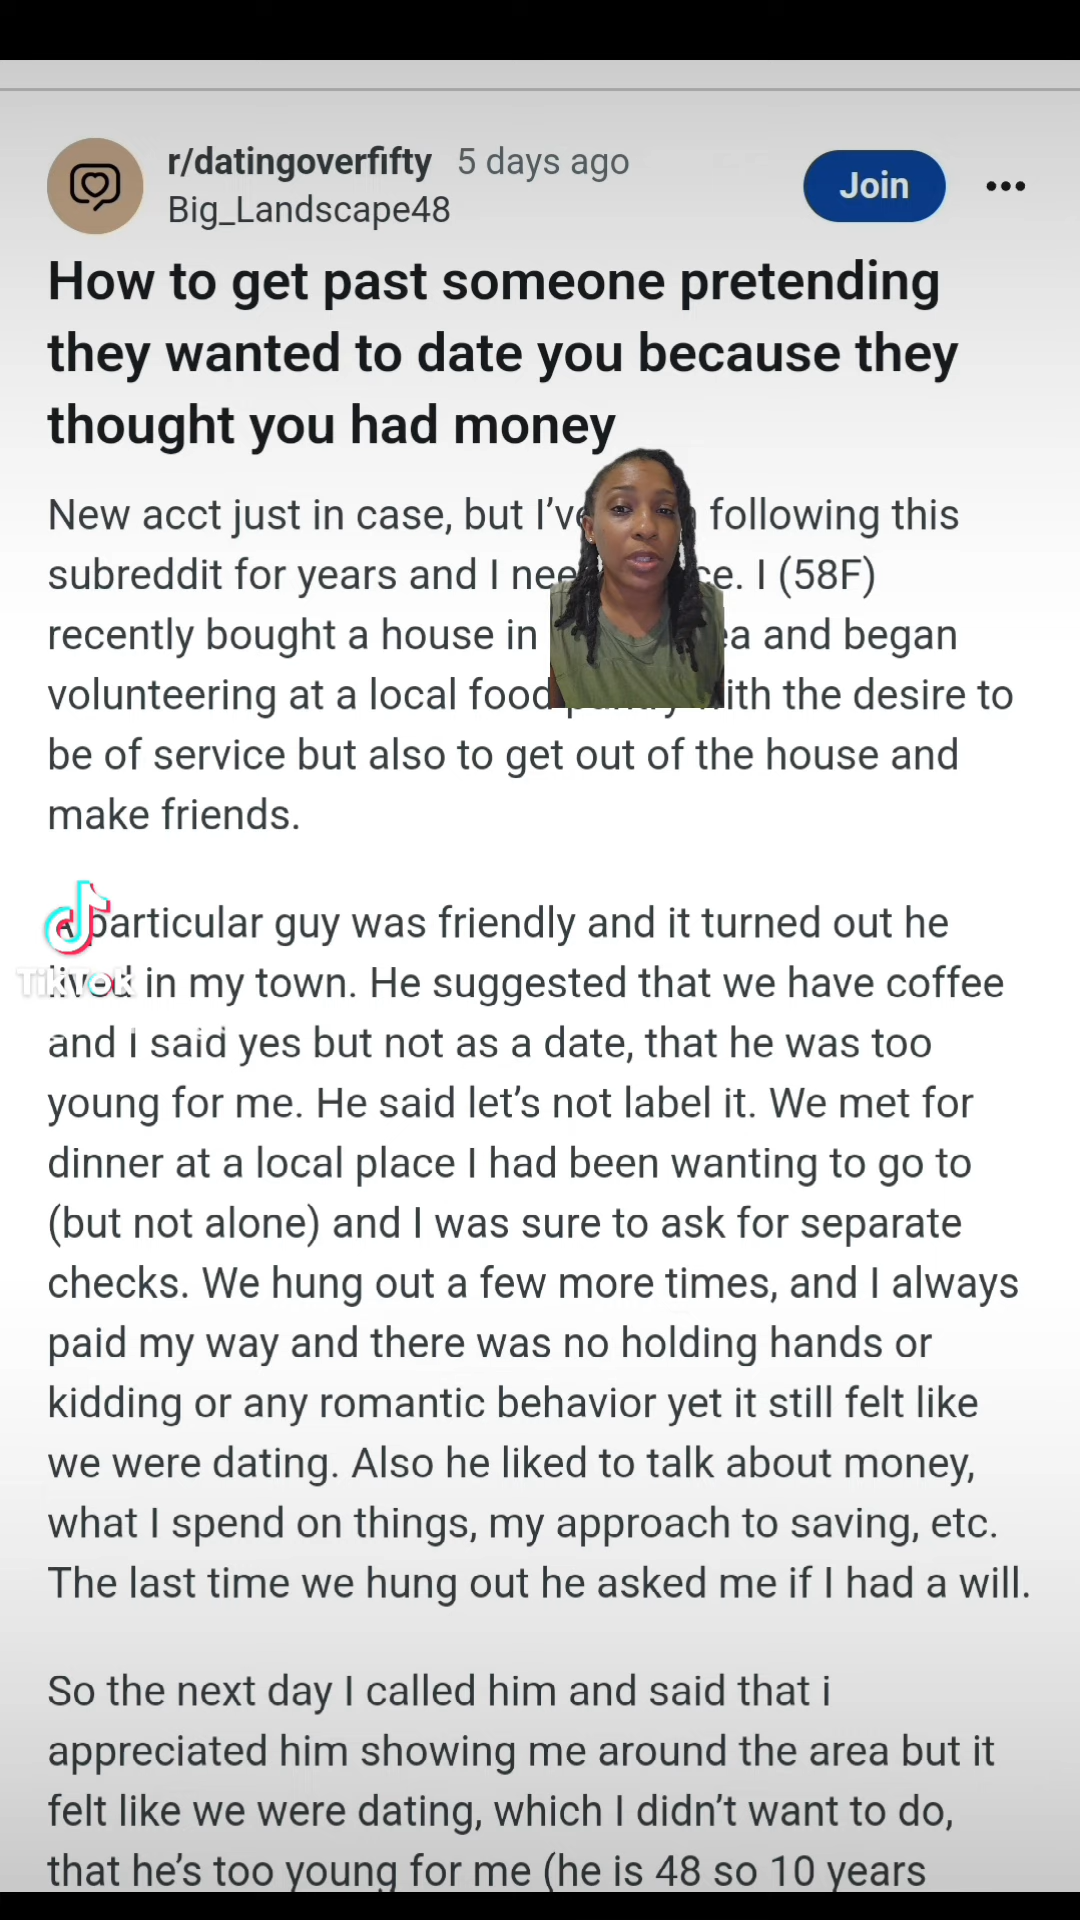 r/datingoverfifty 5 days ago
Big_Landscape48
Join
How to get past someone pretending
they wanted to date you because they
thought you had money
New acct just in case, but I've following this
subreddit for years and I I (58F)
recently bought a house in and began
volunteering at a local food with the desire to
be of service but also to get out of the house and
make friends.
particular guy was friendly and it turned out he
lived in my town. He suggested that we have coffee
and I said yes but not as a date, that he was too
young for me. He said let's not label it. We met for
dinner at a local place I had been wanting to go to
(but not alone) and I was sure to ask for separate
checks. We hung out a few more times, and I always
paid my way and there was no holding hands or
kidding or any romantic behavior yet it still felt like
we were dating. Also he liked to talk about money,
what I spend on things, my approach to saving, etc.
The last time we hung out he asked me if I had a will.
So the next day I called him and said that i
appreciated him showing me around the area but it
felt like we were dating, which I didn't want to do,
that he's too young for me (he is 48 so 10 years
TikTok